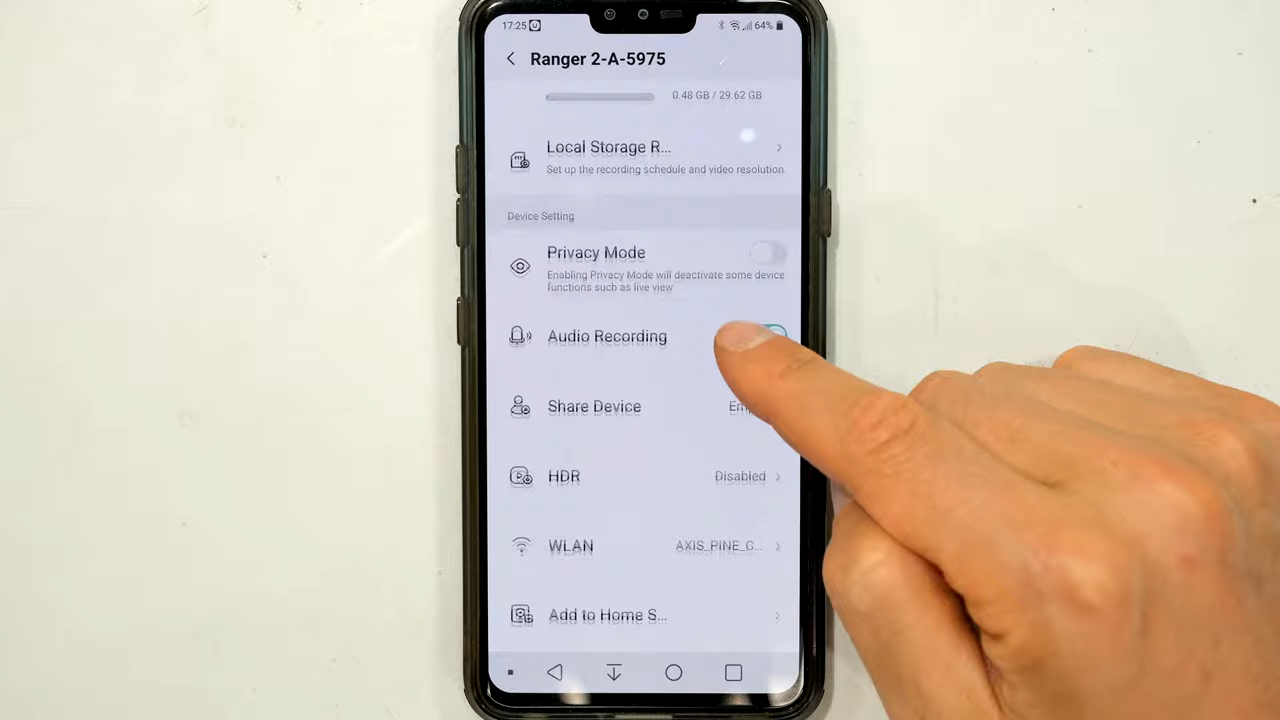 17:25
64%
Ranger 2-A-5975
0.48 GB / 29.62 GB
Local Storage R...
Set up the recording schedule and video resolution.
Device Setting
Privacy Mode
Enabling Privacy Mode will deactivate some device
functions such as live view
Audio Recording
Share Device
HDR
Disabled
WLAN
AXIS_PINE_C...
Add to Home S...